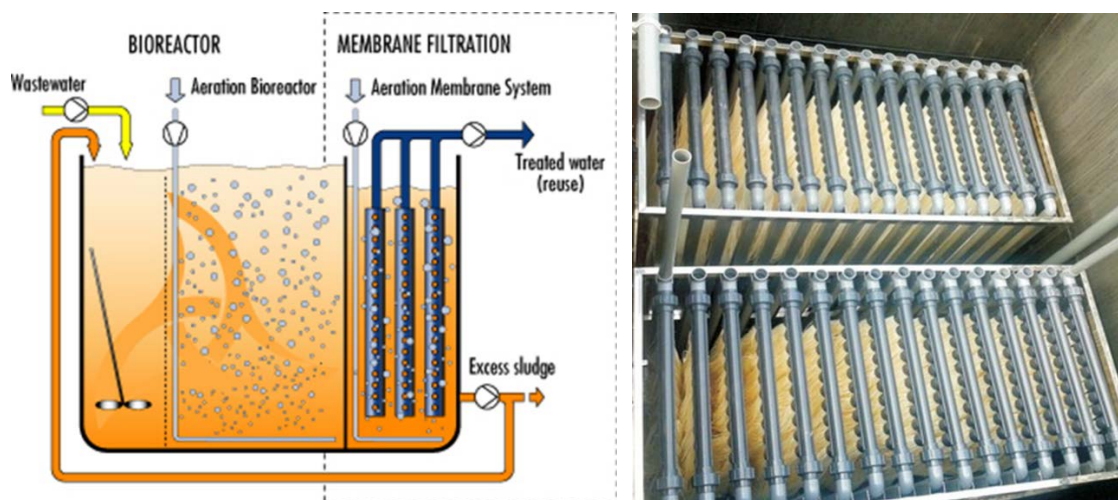 BIOREACTOR
MEMBRANE FILTRATION
Wastewater
Aeration Bioreactor
Aeration Membrane System
Treated water
(reuse)
Excess sludge